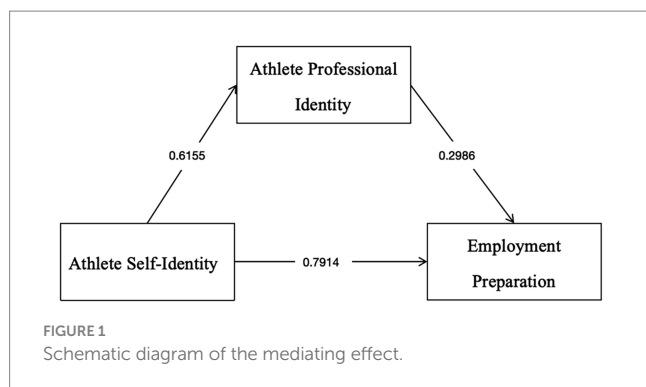 Athlete Professional
Identity
0.6155
0.2986
Athlete Self-Identity
0.7914
Employment
Preparation
FIGURE 1
Schematic diagram of the mediating effect.